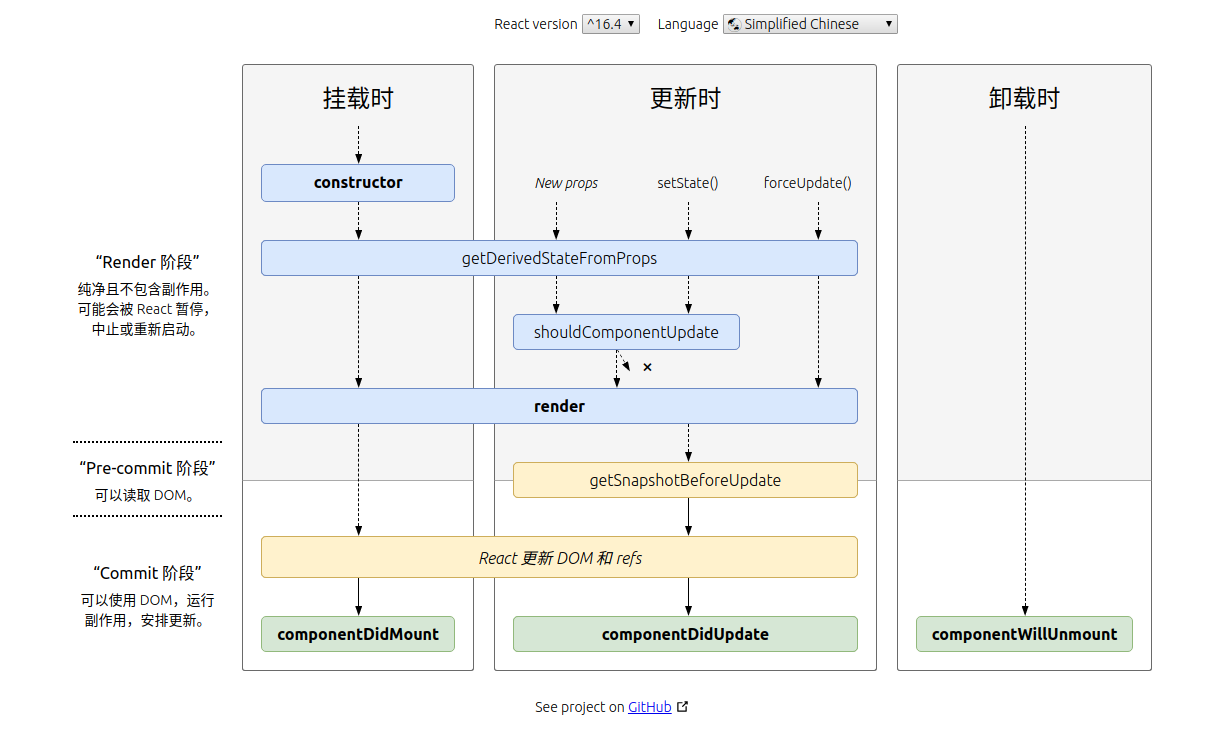 React version ^16.4 Language Simplified Chinese
挂载时
更新时
卸载时
constructor
New props
setState()
forceUpdate()
getDerivedStateFromProps
“Render 阶段”
纯净且不包含副作用。
可能会被 React 暂停，
中止或重新启动。
shouldComponentUpdate
×
render
“Pre-commit 阶段”
可以读取 DOM。
getSnapshotBeforeUpdate
React 更新 DOM 和 refs
“Commit 阶段”
可以使用 DOM，运行
副作用，安排更新。
componentDidMount
componentDidUpdate
componentWillUnmount
See project on GitHub